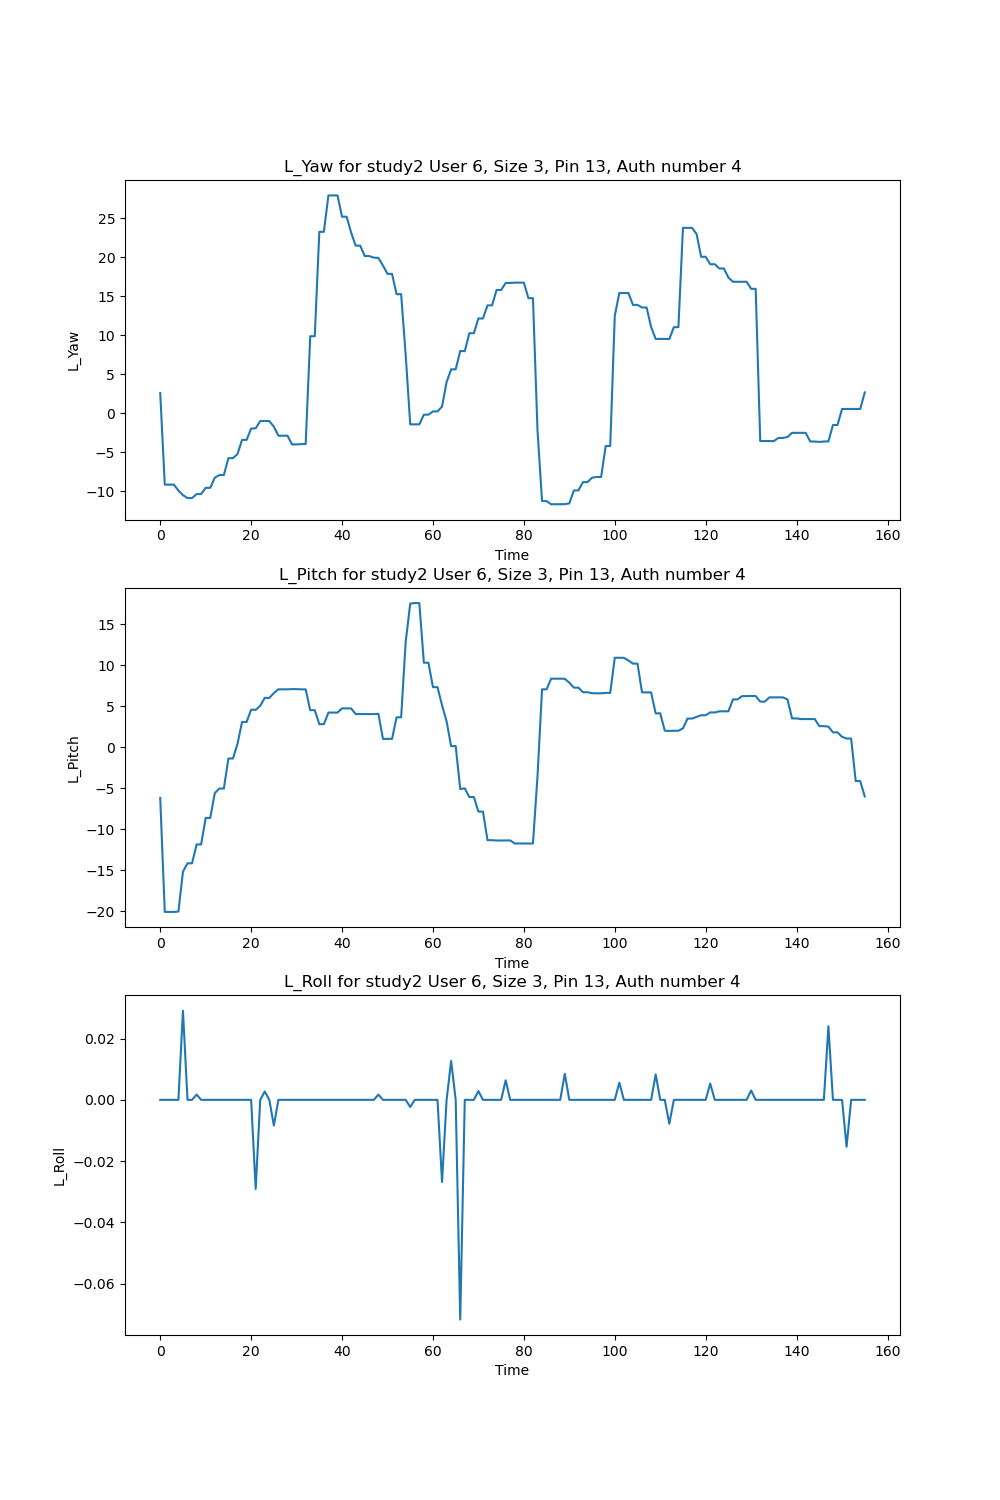 L_Yaw for study2 User 6, Size 3, Pin 13, Auth number 4
25
20
15
10
5
0
−5
−10
L_Yaw
0 20 40 60 80 100 120 140 160
Time
L_Pitch for study2 User 6, Size 3, Pin 13, Auth number 4
15
10
5
0
−5
−10
−15
−20
L_Pitch
0 20 40 60 80 100 120 140 160
Time
L_Roll for study2 User 6, Size 3, Pin 13, Auth number 4
0.02
0.00
−0.02
−0.04
−0.06
L_Roll
0 20 40 60 80 100 120 140 160
Time